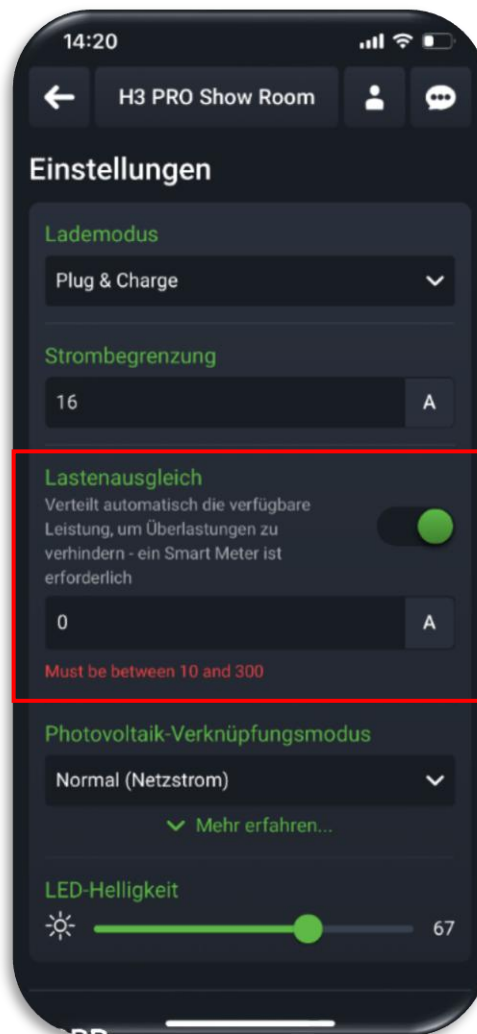 14:20
H3 PRO Show Room
Einstellungen
Lademodus
Plug & Charge
Strombegrenzung
16 A
Lastenausgleich
Verteilt automatisch die verfügbare
Leistung, um Überlastungen zu
verhindern - ein Smart Meter ist
erforderlich
0 A
Must be between 10 and 300
Photovoltaik-Verknüpfungsmodus
Normal (Netzstrom)
Mehr erfahren...
LED-Helligkeit
67